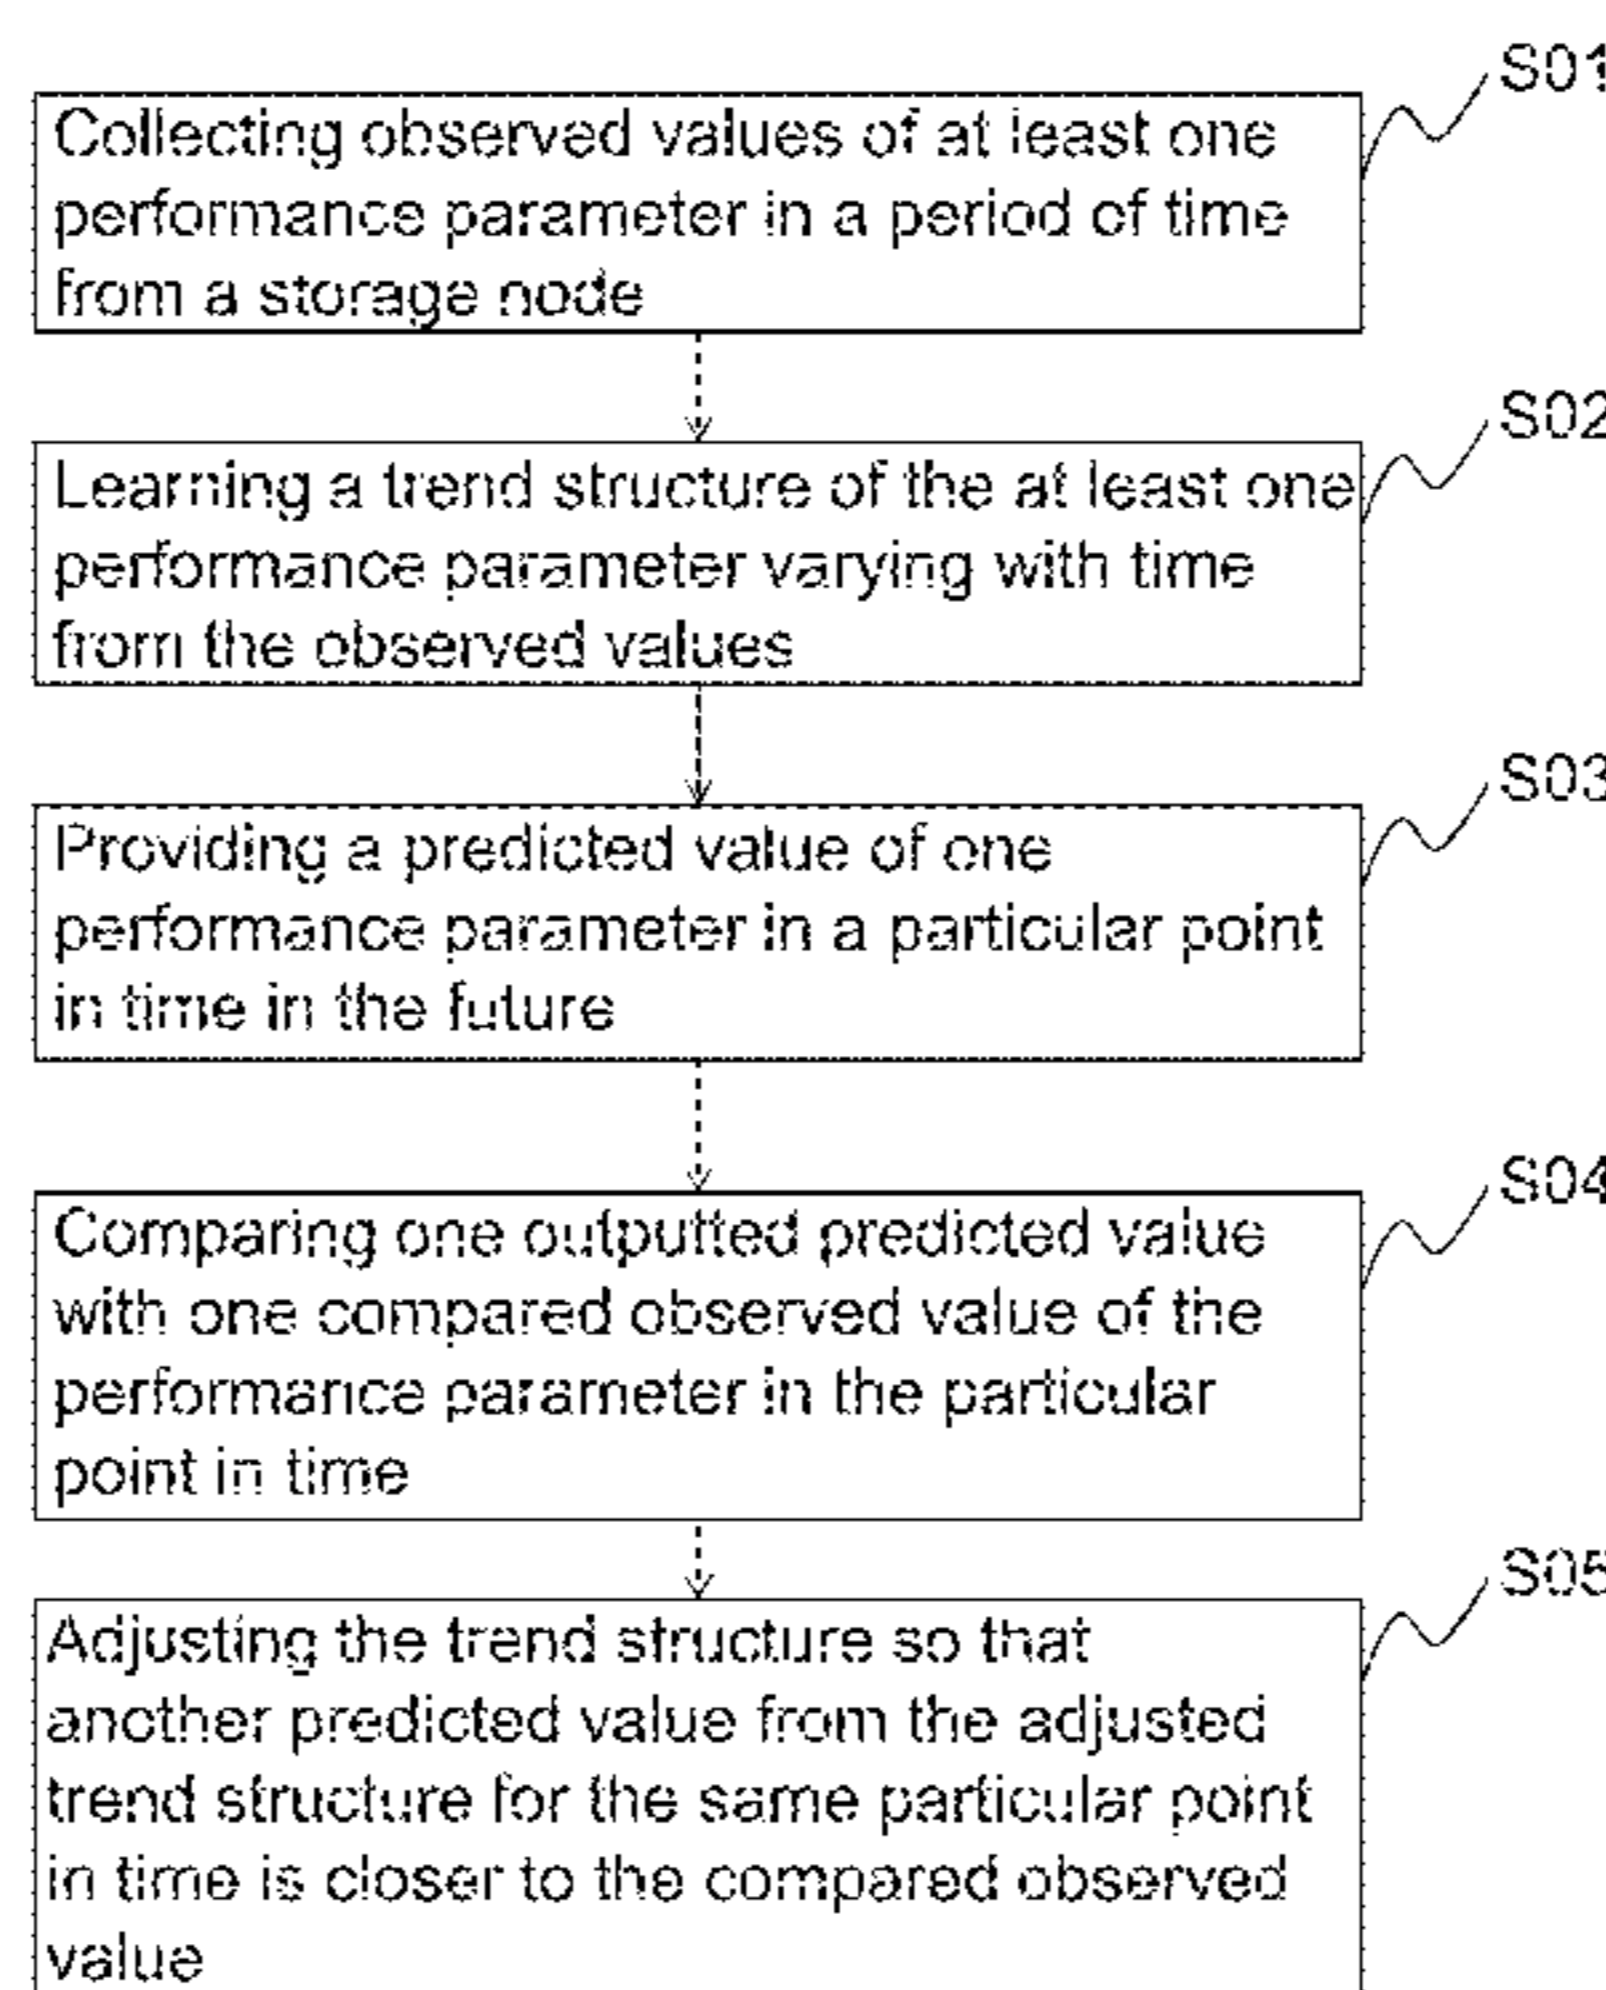 S01
Collecting observed values of at least one
performance parameter in a period of time
from a storage node
S02
Learning a trend structure of the at least one
performance parameter varying with time
from the observed values
S03
Providing a predicted value of one
performance parameter in a particular point
in time in the future
S04
Comparing one outputted predicted value
with one compared observed value of the
performance parameter in the particular
point in time
S05
Adjusting the trend structure so that
another predicted value from the adjusted
trend structure for the same particular point
in time is closer to the compared observed
value